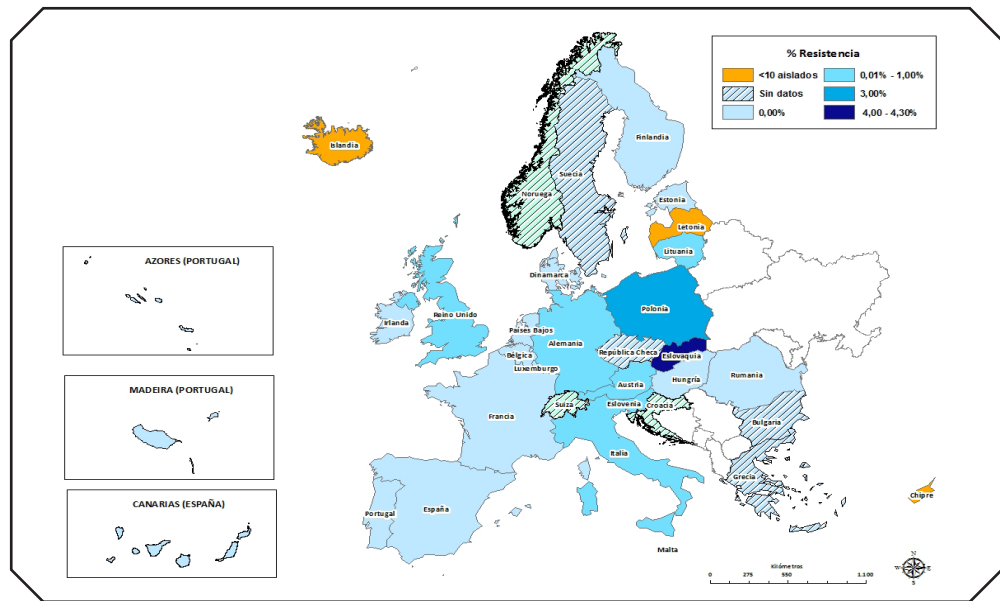 % Resistencia
<10 aislados
0,01% - 1,00%
Sin datos
3,00%
0,00%
4,00 - 4,30%
Islandia
Finlandia
Suecia
Noruega
Estonia
Letonia
Lituania
Dinamarca
AZORES (PORTUGAL)
Irlanda
Reino Unido
Polonia
Países Bajos
Alemania
Bélgica
República Checa
Eslovaquia
Luxemburgo
Austria
Hungría
Rumania
MADEIRA (PORTUGAL)
Suiza
Eslovenia
Croacia
Francia
Bulgaria
Italia
Grecia
Chipre
CANARIAS (ESPAÑA)
Portugal
España
Malta
Kilómetros
0 275 550 1.100
N
W E
S